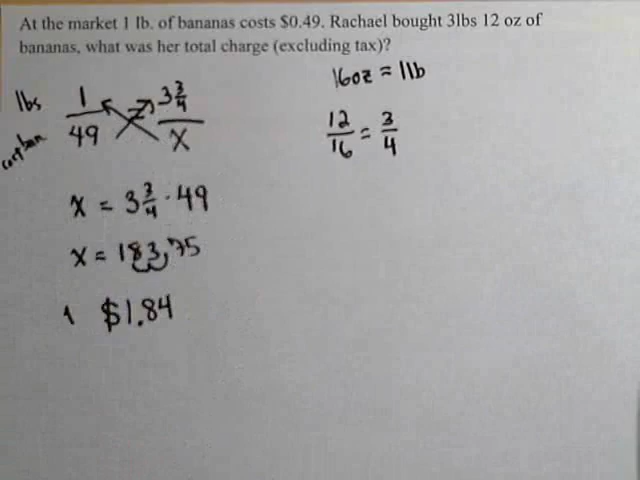 At the market 1 lb. of bananas costs $0.49. Rachael bought 3lbs 12 oz of
bananas, what was her total charge (excluding tax)?
16oz = 1lb
lbs 1/49 3 3/4 / x
cost ban
12/16 = 3/4
x = 3 3/4 · 49
x = 183,75
$1.84